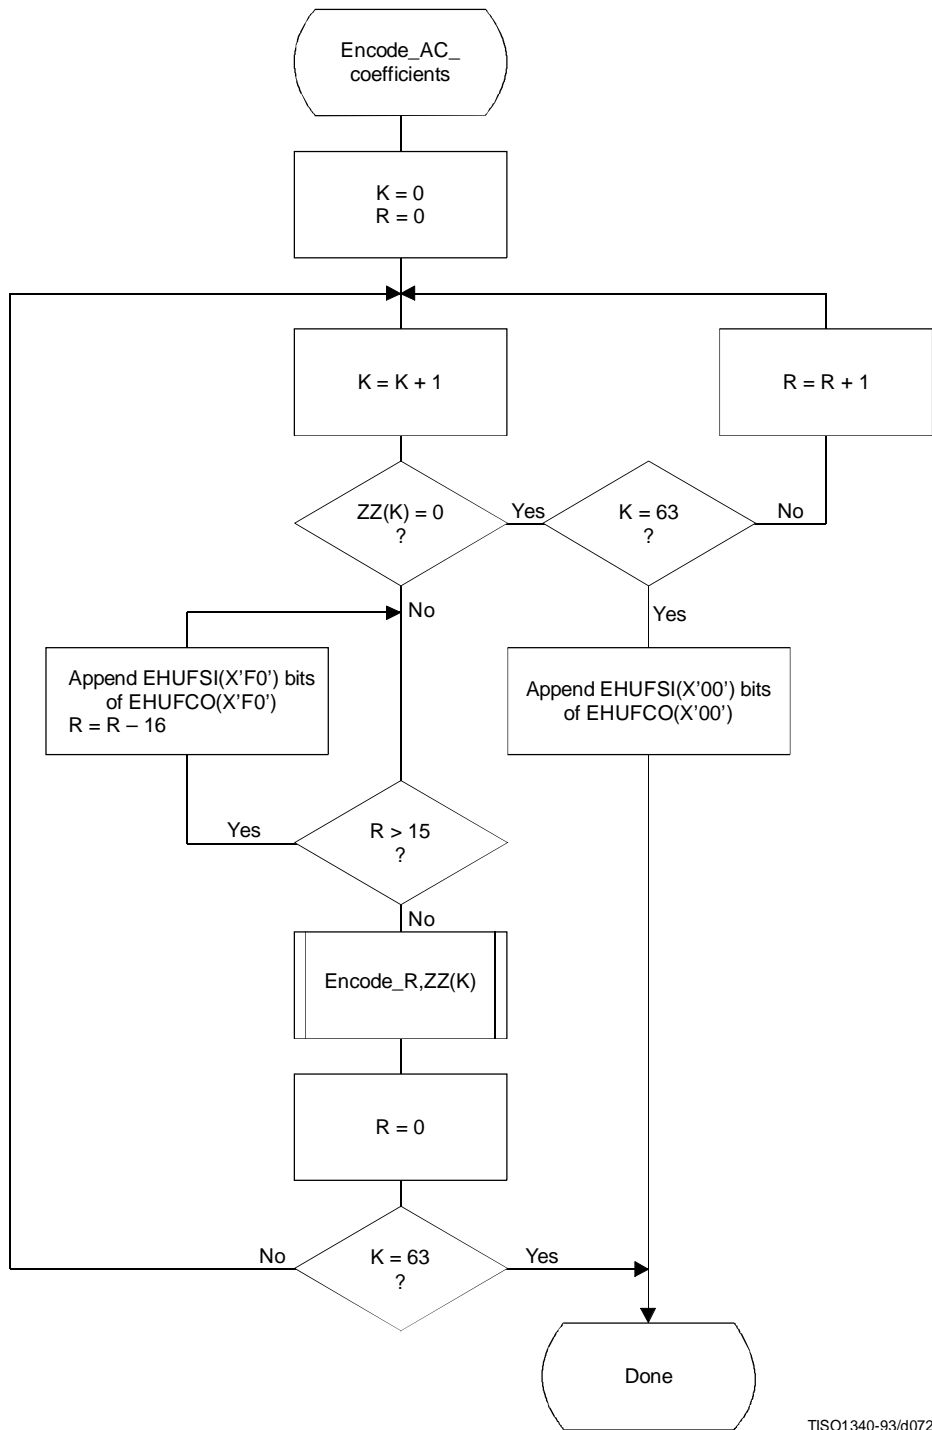 Encode_AC_
coefficients
K = 0
R = 0
K = K + 1
R = R + 1
ZZ(K) = 0
?
Yes
K = 63
?
No
No
Yes
Append EHUFSI(X'F0') bits
of EHUFCO(X'F0')
R = R – 16
Append EHUFSI(X'00') bits
of EHUFCO(X'00')
Yes
R > 15
?
No
Encode_R,ZZ(K)
R = 0
No
K = 63
?
Yes
Done
TISO1340-93/d072